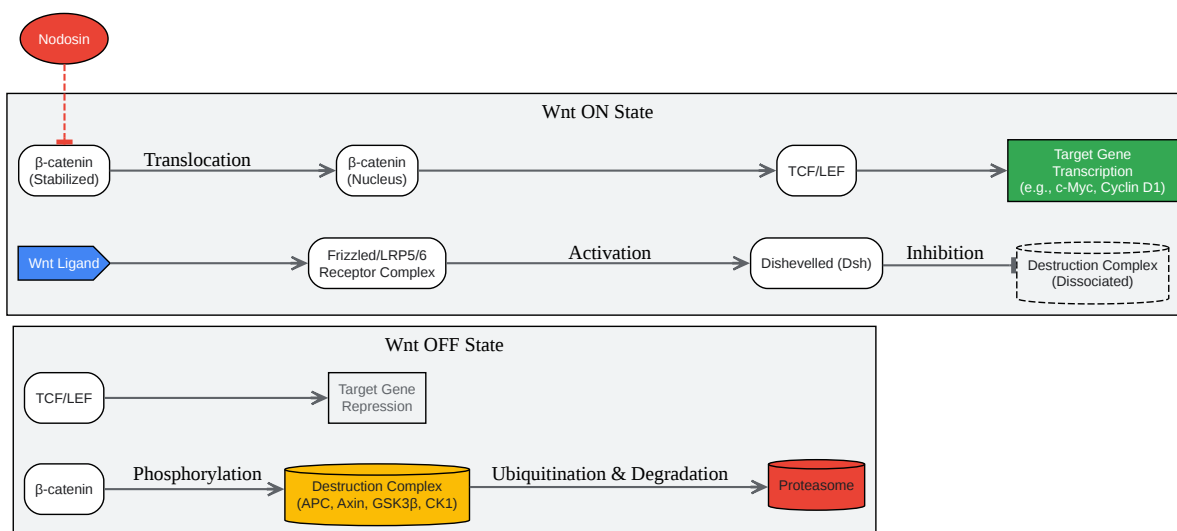 Nodosin
Wnt ON State
β-catenin
(Stabilized)
Translocation
β-catenin
(Nucleus)
TCF/LEF
Target Gene
Transcription
(e.g., c-Myc, Cyclin D1)
Wnt Ligand
Frizzled/LRP5/6
Receptor Complex
Activation
Dishevelled (Dsh)
Inhibition
Destruction Complex
(Dissociated)
Wnt OFF State
TCF/LEF
Target Gene
Repression
β-catenin
Phosphorylation
Destruction Complex
(APC, Axin, GSK3β, CK1)
Ubiquitination & Degradation
Proteasome